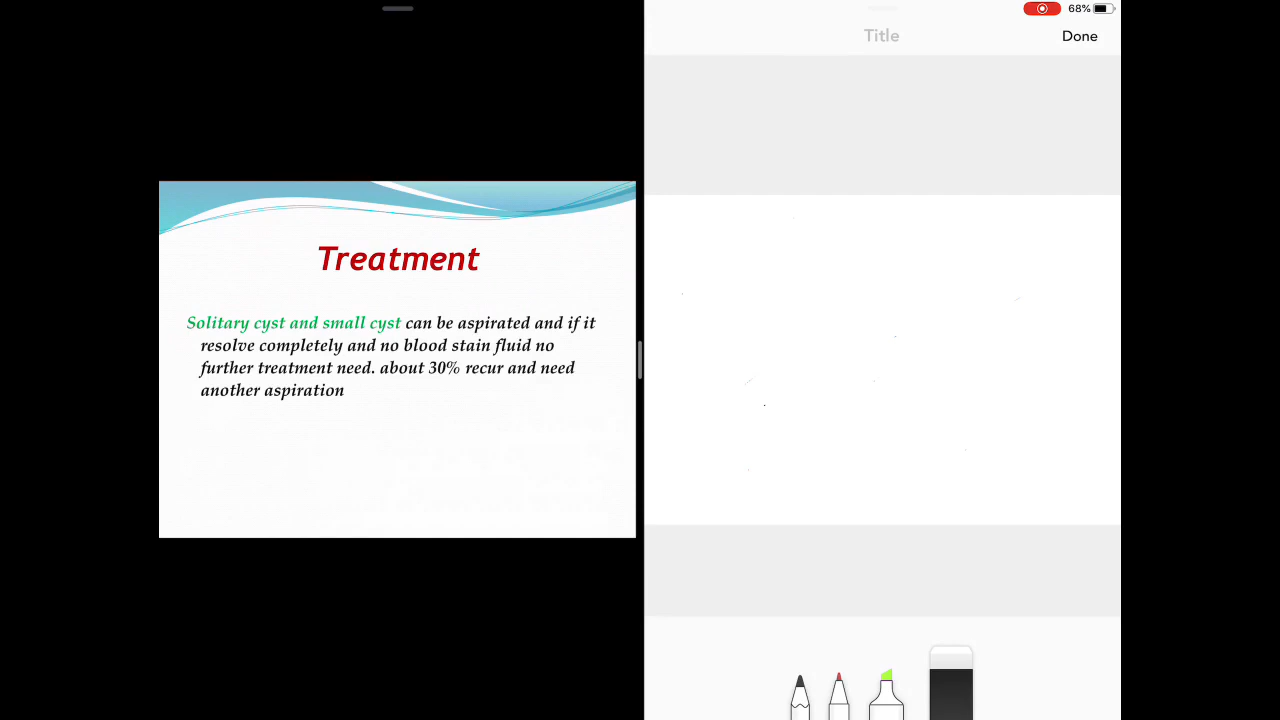 68%
Title
Done
Treatment
Solitary cyst and small cyst can be aspirated and if it
resolve completely and no blood stain fluid no
further treatment need. about 30% recur and need
another aspiration